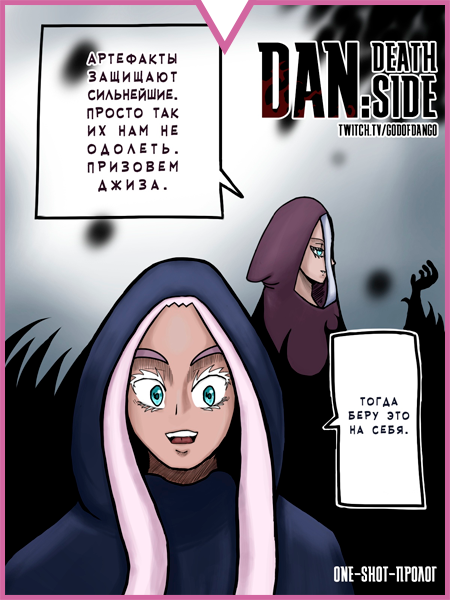 АРТЕФАКТЫ
ЗАЩИЩАЮТ
СИЛЬНЕЙШИЕ.
ПРОСТО ТАК
ИХ НАМ НЕ
ОДОЛЕТЬ.
ПРИЗОВЕМ
ДЖИЗА.
DAN: DEATH
SIDE
TWITCH.TV/GODOFDANGO
ТОГДА
БЕРУ ЭТО
НА СЕБЯ.
ONE-SHOT-ПРОЛОГ